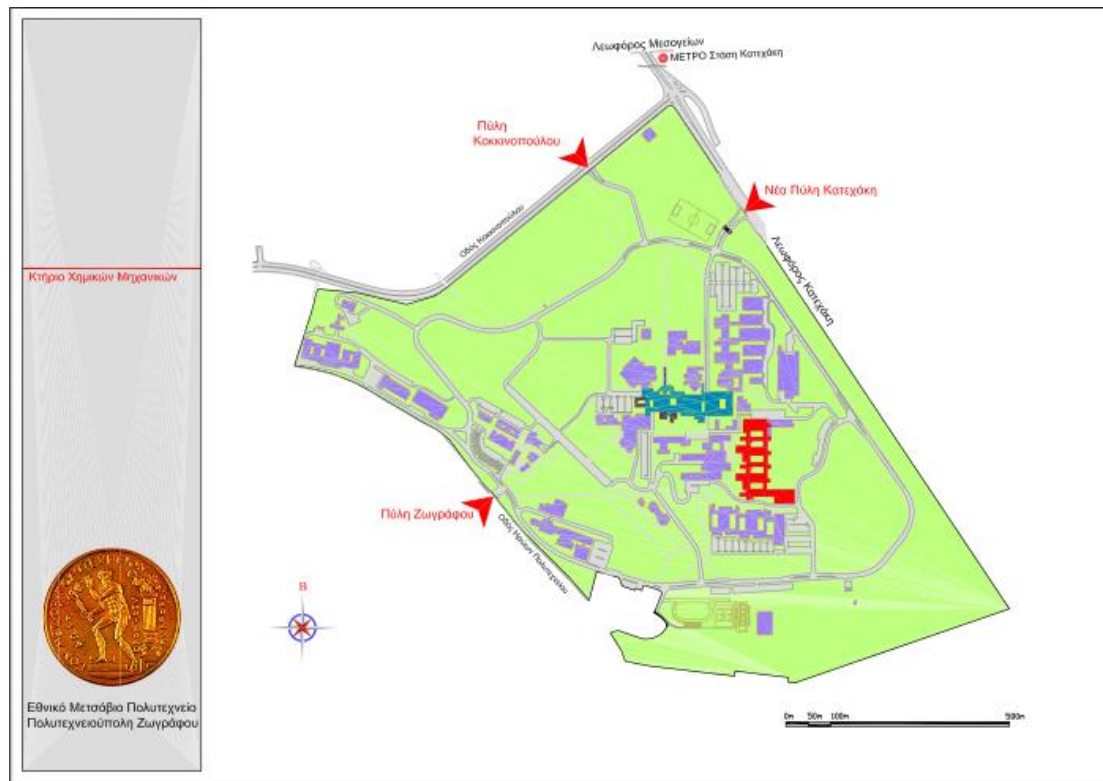 Λεωφόρος Μεσογείων
ΜΕΤΡΟ Στάση Κατεχάκη
Πύλη
Κοκκινοπούλου
Νέα Πύλη Κατεχάκη
Οδός Κοκκινοπούλου
Λεωφόρος Κατεχάκη
Κτήριο Χημικών Μηχανικών
Πύλη Ζωγράφου
Οδός Ηρώων Πολυτεχνείου
Β
Εθνικό Μετσόβιο Πολυτεχνείο
Πολυτεχνειούπολη Ζωγράφου
0m 50m 100m 500m